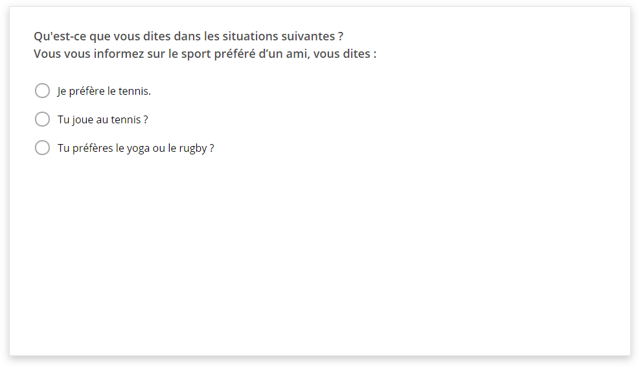 Qu'est-ce que vous dites dans les situations suivantes ?
Vous vous informez sur le sport préféré d’un ami, vous dites :
Je préfère le tennis.
Tu joue au tennis ?
Tu préfères le yoga ou le rugby ?